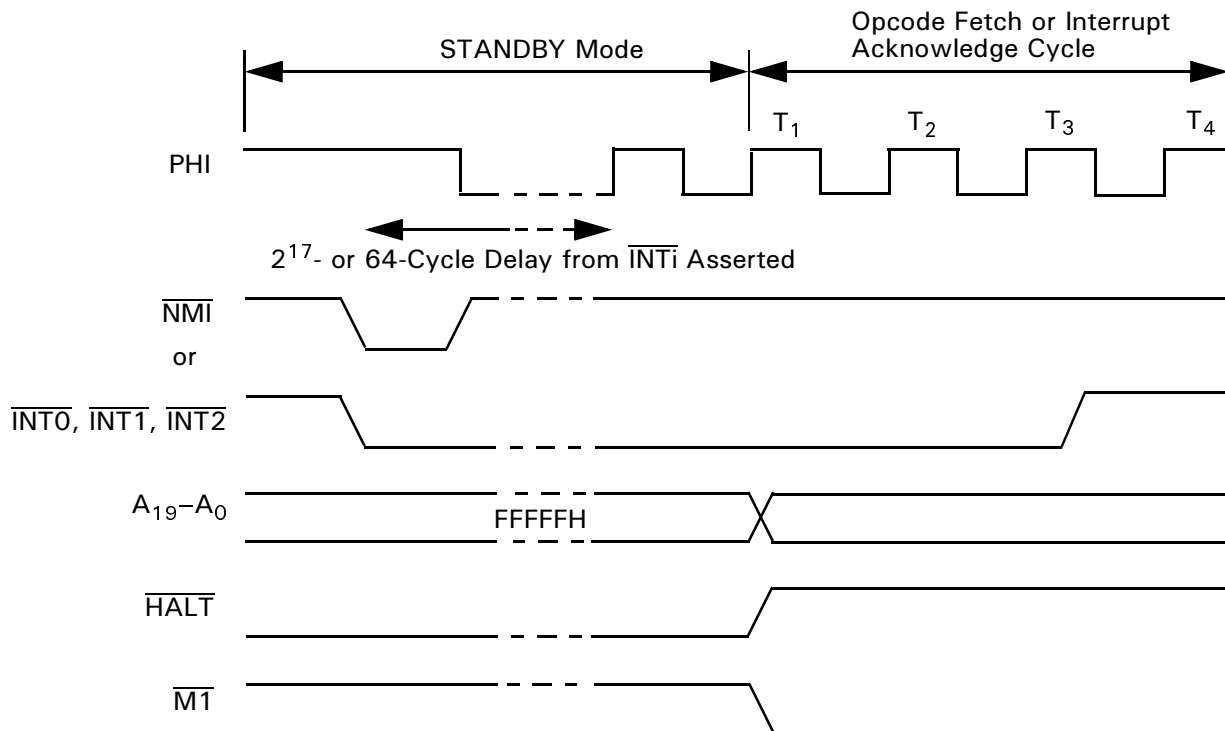 Opcode Fetch or Interrupt
STANDBY Mode
Acknowledge Cycle
T1
T2
T3
T4
PHI
2^17- or 64-Cycle Delay from INTi Asserted
NMI
or
INT0, INT1, INT2
A19–A0
FFFFFH
HALT
M1